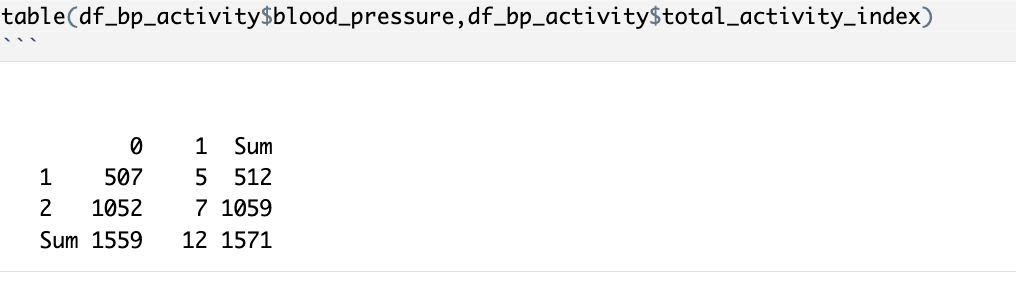 table(df_bp_activity$blood_pressure,df_bp_activity$total_activity_index)
```
0 1 Sum
1 507 5 512
2 1052 7 1059
Sum 1559 12 1571